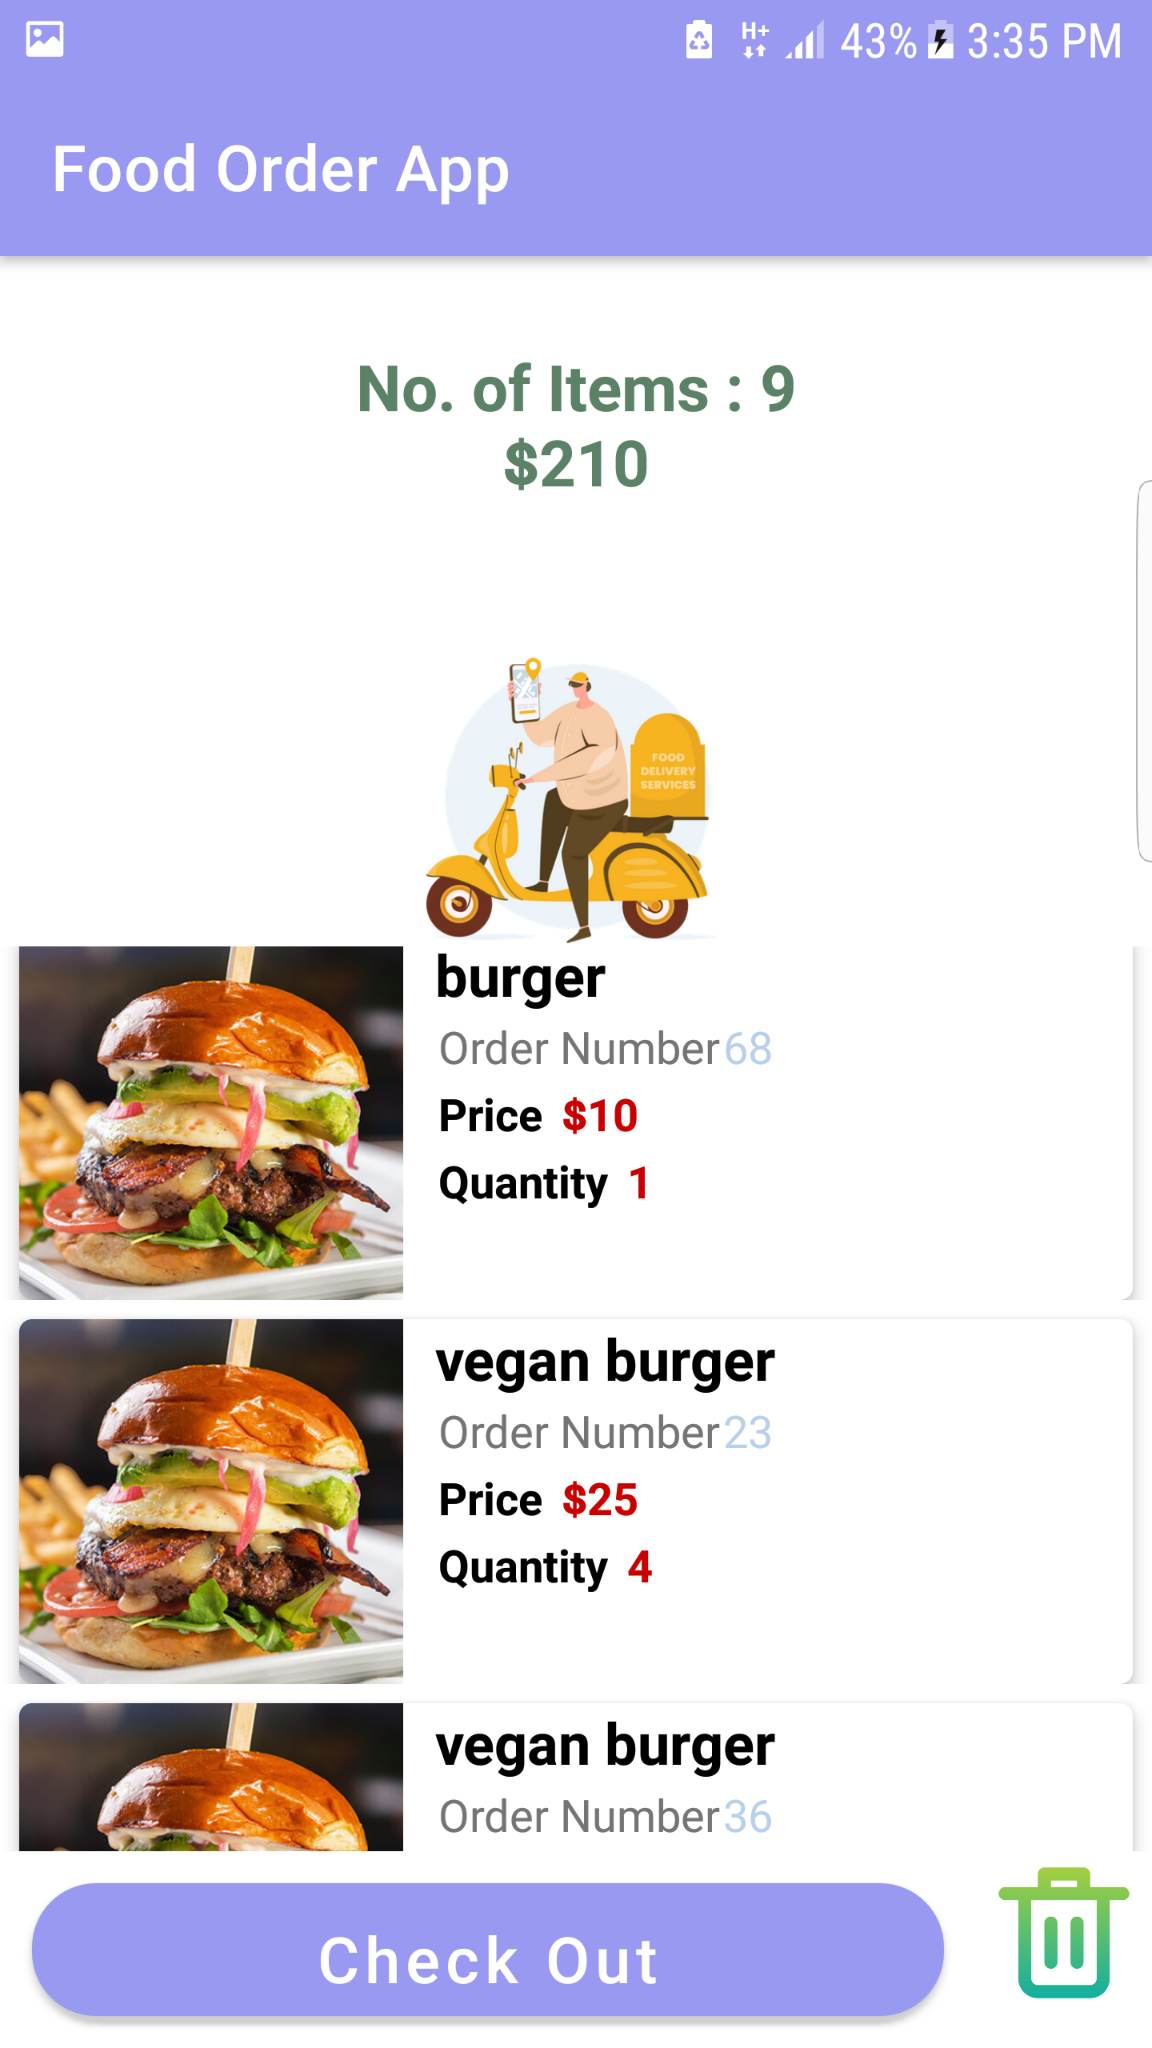 H+ 43% 3:35 PM
Food Order App
No. of Items : 9
$210
FOOD
DELIVERY
SERVICES
burger
Order Number 68
Price $10
Quantity 1
vegan burger
Order Number 23
Price $25
Quantity 4
vegan burger
Order Number 36
Check Out